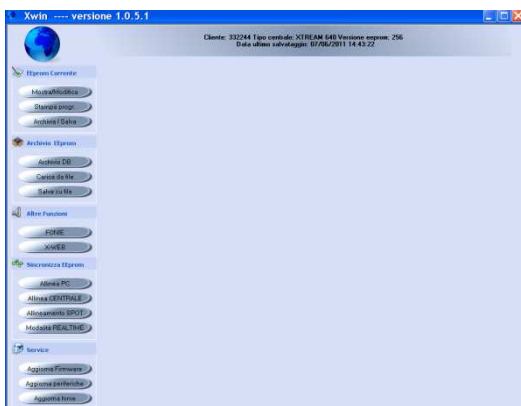 Xwin ---- versione 1.0.5.1
Cliente: 332244 Tipo centrale: XTREAM 640 Versione eeprom: 256
Data ultimo salvataggio: 07/06/2011 14.43.22
EEprom Corrente
Mostra/Modifica
Stampa progr.
Archivia / Salva
Archivio EEprom
Archivio DB
Carica da file
Salva su file
Altre Funzioni
FONIE
X-WEB
Sincronizza EEprom
Allinea PC
Allinea CENTRALE
Allineamento SPOT
Modalità REALTIME
Service
Aggiorna Firmware
Aggiorna periferiche
Aggiorna fonie